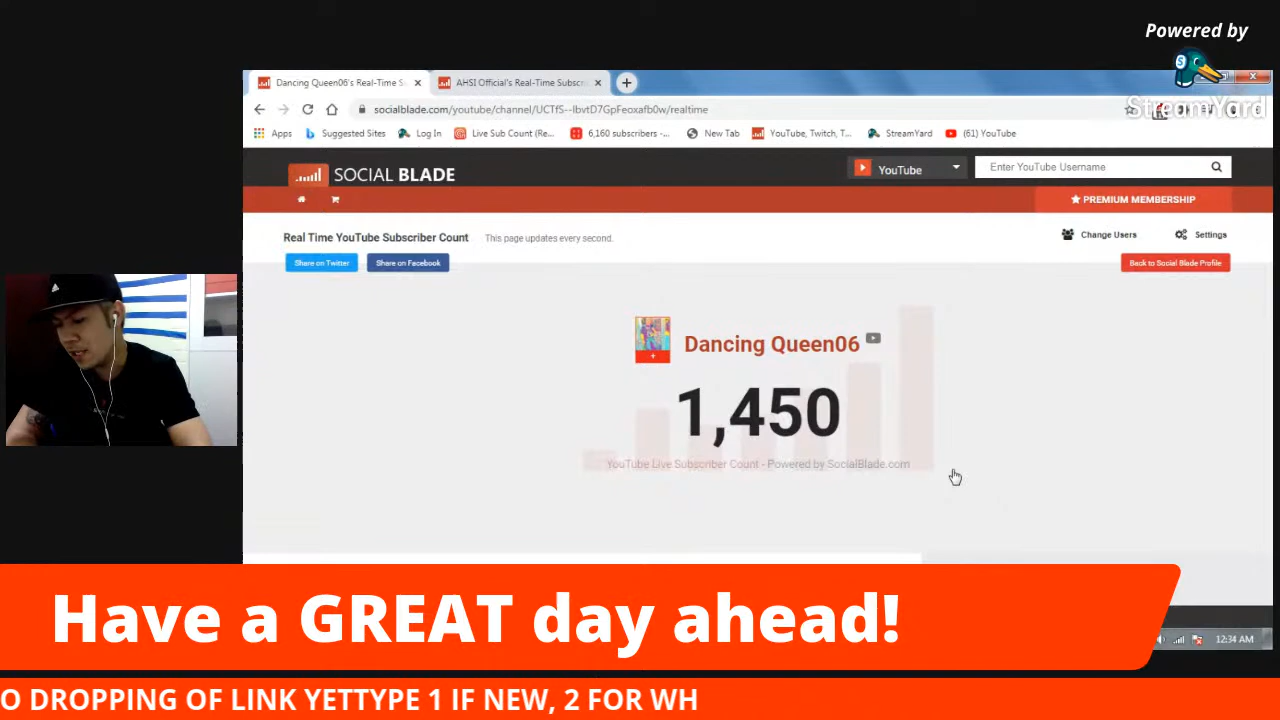 Powered by
StreamYard
Dancing Queen06's Real-Time S
AHSI Official's Real-Time Subscri
socialblade.com/youtube/channel/UCTfS--lbvtD7GpFeoxafb0w/realtime
Apps
Suggested Sites
Log In
Live Sub Count (Re...
6,160 subscribers -...
New Tab
YouTube, Twitch, T...
StreamYard
(61) YouTube
SOCIAL BLADE
YouTube
Enter YouTube Username
PREMIUM MEMBERSHIP
Real Time YouTube Subscriber Count
This page updates every second.
Change Users
Settings
Share on Twitter
Share on Facebook
Back to Social Blade Profile
Dancing Queen06
1,450
YouTube Live Subscriber Count - Powered by SocialBlade.com
Have a GREAT day ahead!
12:34 AM
O DROPPING OF LINK YETTYPE 1 IF NEW, 2 FOR WH